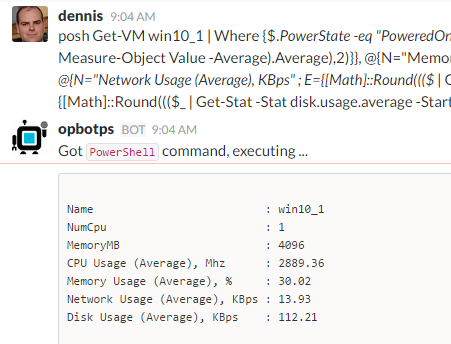 dennis 9:04 AM
posh Get-VM win10_1 | Where {$.PowerState -eq "PoweredOn
Measure-Object Value -Average).Average),2)}}, @{N="Memor
@{N="Network Usage (Average), KBps" ; E={[Math]::Round((($ | G
{[Math]::Round((($_ | Get-Stat -Stat disk.usage.average -Start
opbotps BOT 9:04 AM
Got PowerShell command, executing ...
Name : win10_1
NumCpu : 1
MemoryMB : 4096
CPU Usage (Average), Mhz : 2889.36
Memory Usage (Average), % : 30.02
Network Usage (Average), KBps : 13.93
Disk Usage (Average), KBps : 112.21